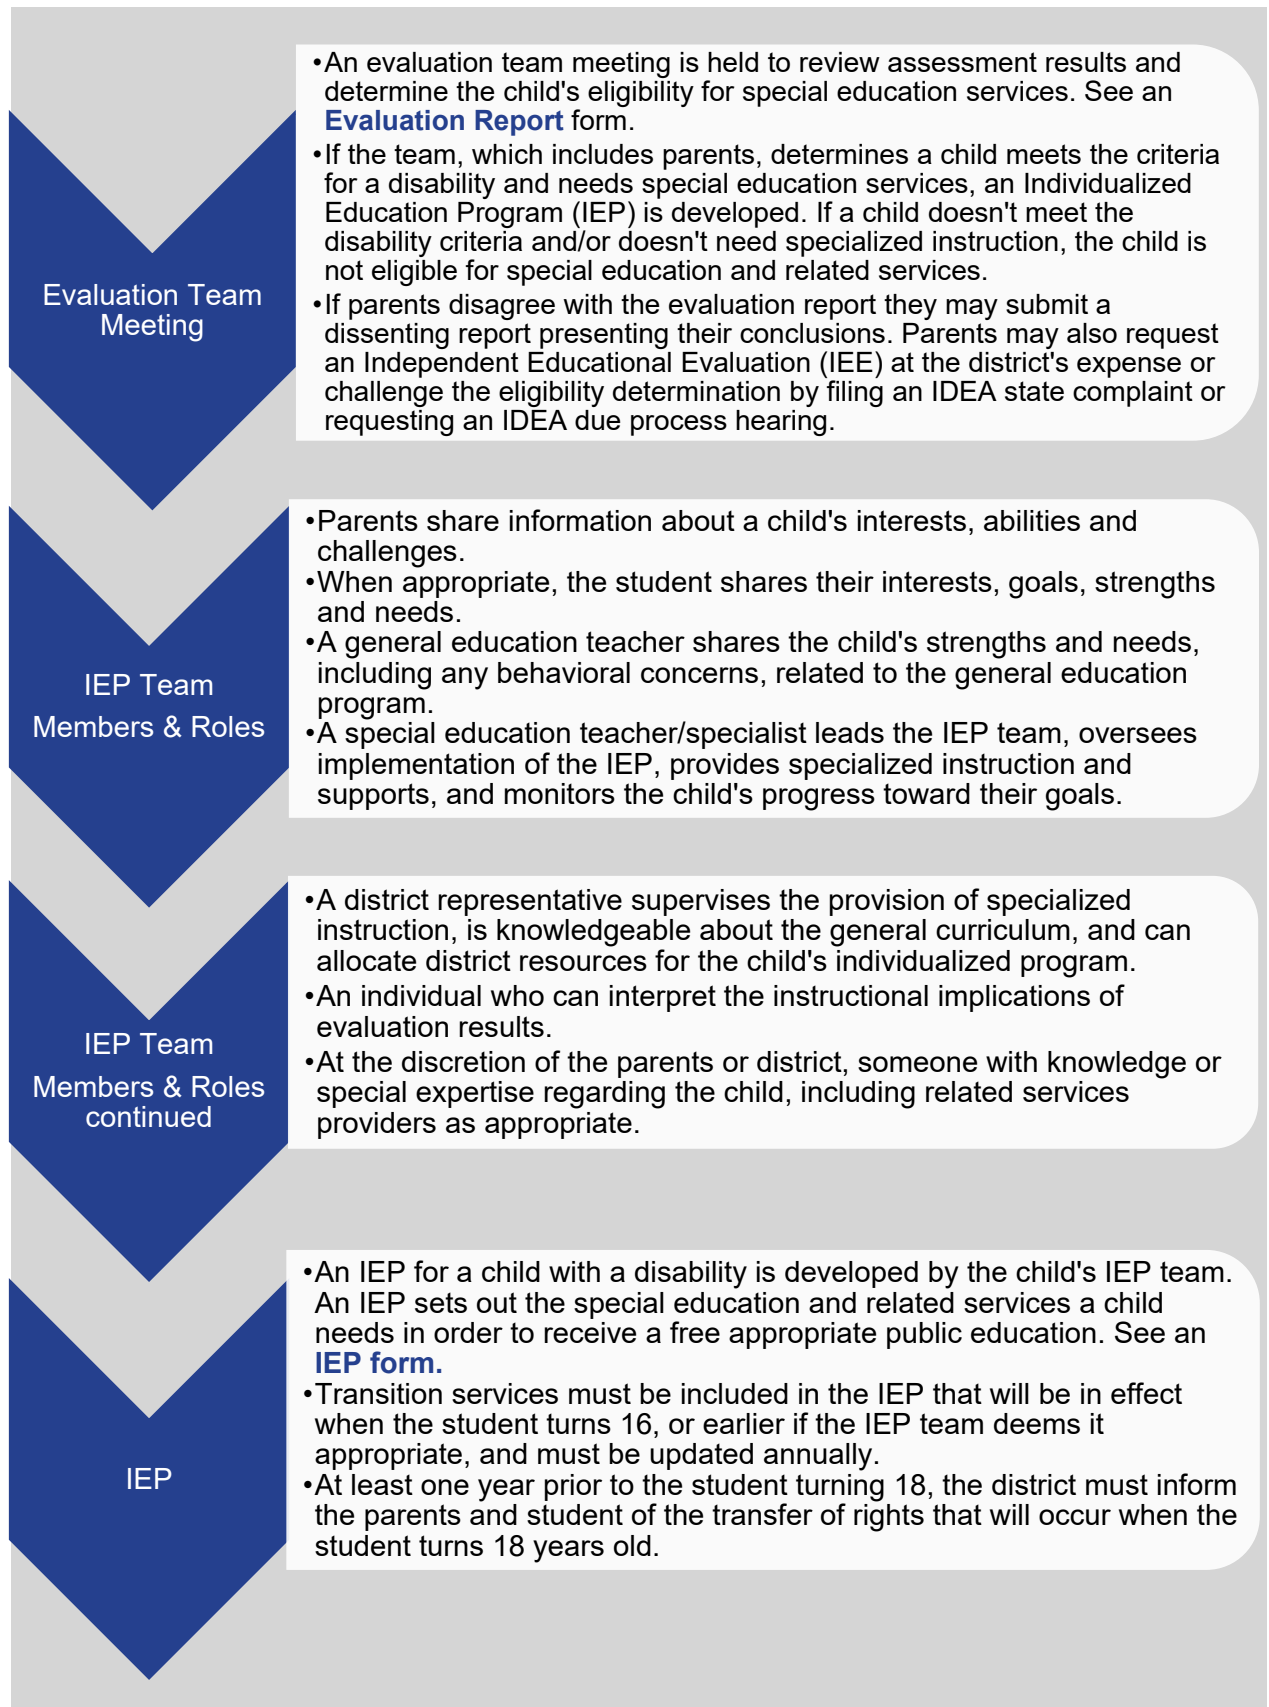 •An evaluation team meeting is held to review assessment results and
determine the child's eligibility for special education services. See an
Evaluation Report form.
•If the team, which includes parents, determines a child meets the criteria
for a disability and needs special education services, an Individualized
Education Program (IEP) is developed. If a child doesn't meet the
disability criteria and/or doesn't need specialized instruction, the child is
not eligible for special education and related services.
•If parents disagree with the evaluation report they may submit a
dissenting report presenting their conclusions. Parents may also request
an Independent Educational Evaluation (IEE) at the district's expense or
challenge the eligibility determination by filing an IDEA state complaint or
requesting an IDEA due process hearing.
Evaluation Team
Meeting
•Parents share information about a child's interests, abilities and
challenges.
•When appropriate, the student shares their interests, goals, strengths
and needs.
•A general education teacher shares the child's strengths and needs,
including any behavioral concerns, related to the general education
program.
•A special education teacher/specialist leads the IEP team, oversees
implementation of the IEP, provides specialized instruction and
supports, and monitors the child's progress toward their goals.
IEP Team
Members & Roles
•A district representative supervises the provision of specialized
instruction, is knowledgeable about the general curriculum, and can
allocate district resources for the child's individualized program.
•An individual who can interpret the instructional implications of
evaluation results.
•At the discretion of the parents or district, someone with knowledge or
special expertise regarding the child, including related services
providers as appropriate.
IEP Team
Members & Roles
continued
•An IEP for a child with a disability is developed by the child's IEP team.
An IEP sets out the special education and related services a child
needs in order to receive a free appropriate public education. See an
IEP form.
•Transition services must be included in the IEP that will be in effect
when the student turns 16, or earlier if the IEP team deems it
appropriate, and must be updated annually.
•At least one year prior to the student turning 18, the district must inform
the parents and student of the transfer of rights that will occur when the
student turns 18 years old.
IEP